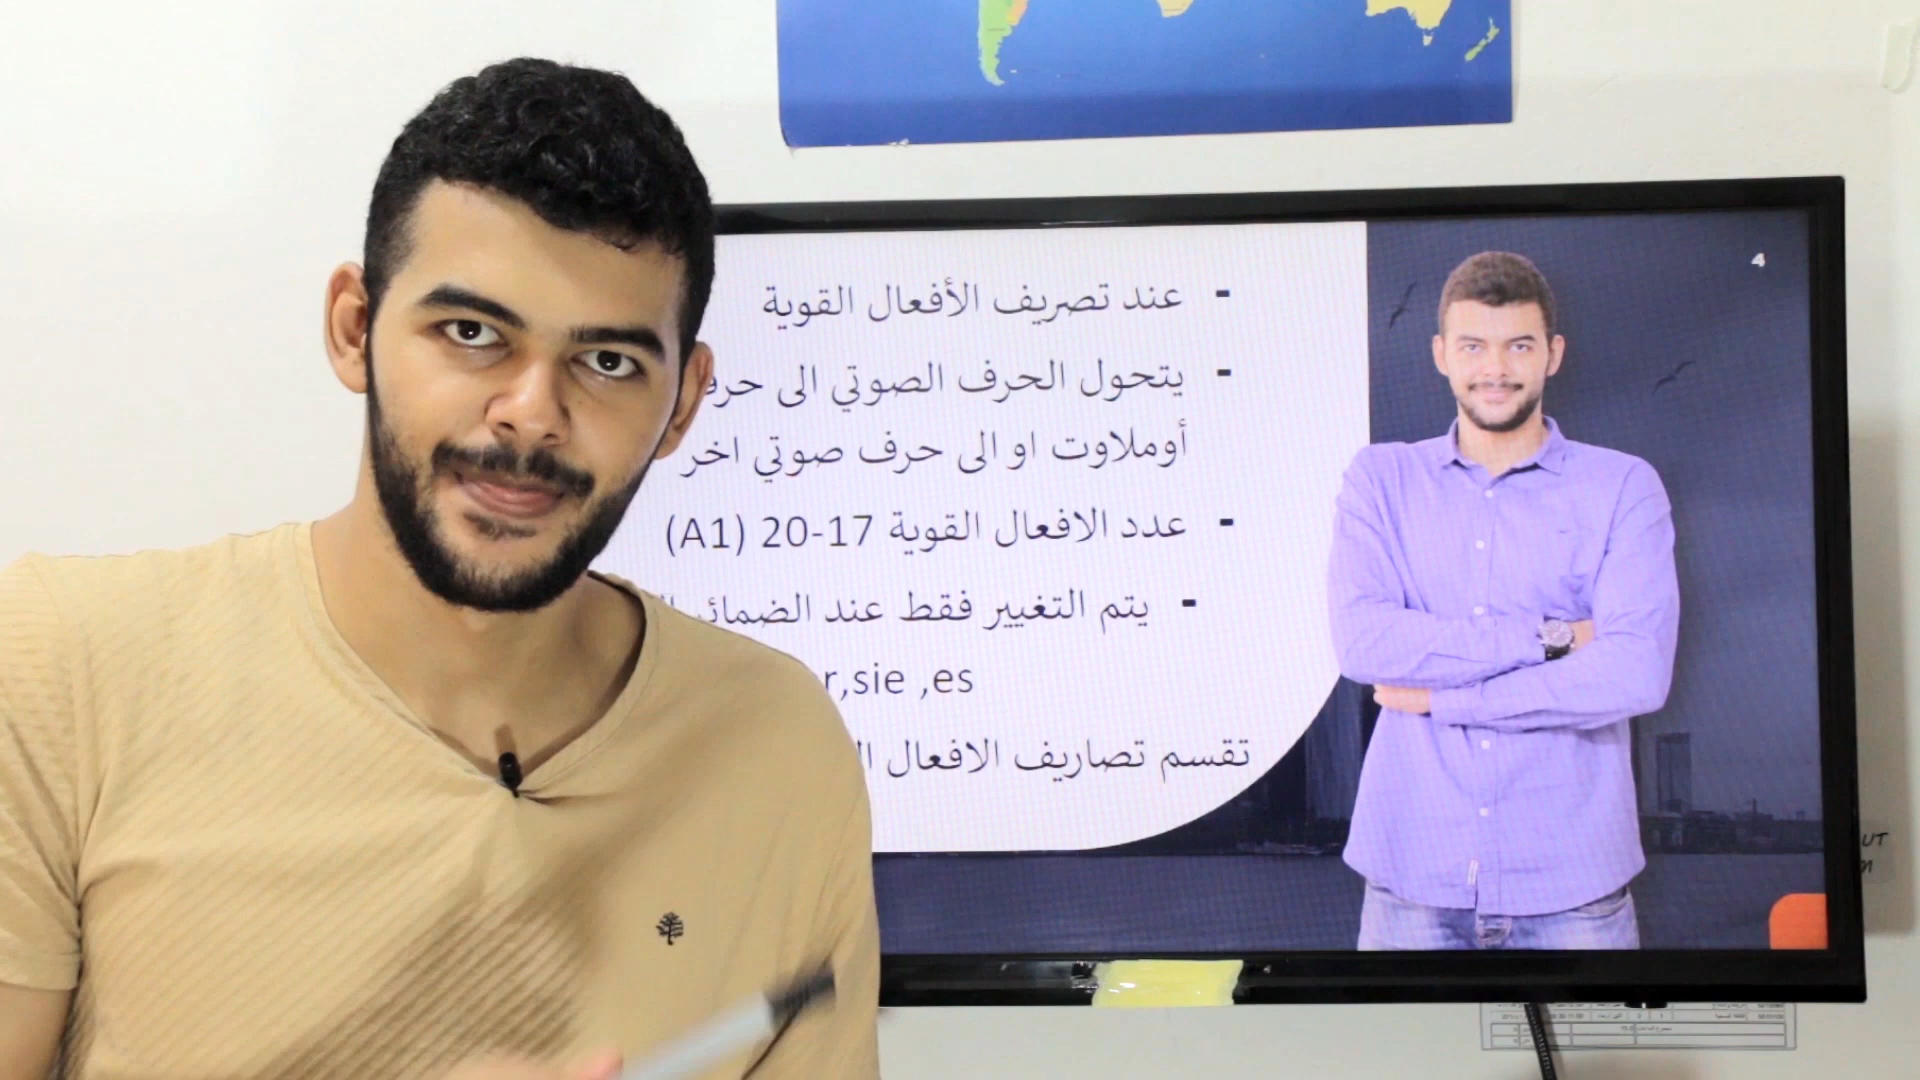 4
- عند تصريف الأفعال القوية
- يتحول الحرف الصوتي الى حرف
أوملاوت او الى حرف صوتي اخر
- عدد الافعال القوية 17-20 (A1)
- يتم التغيير فقط عند الضمائر
r,sie ,es
تقسم تصاريف الافعال
UT